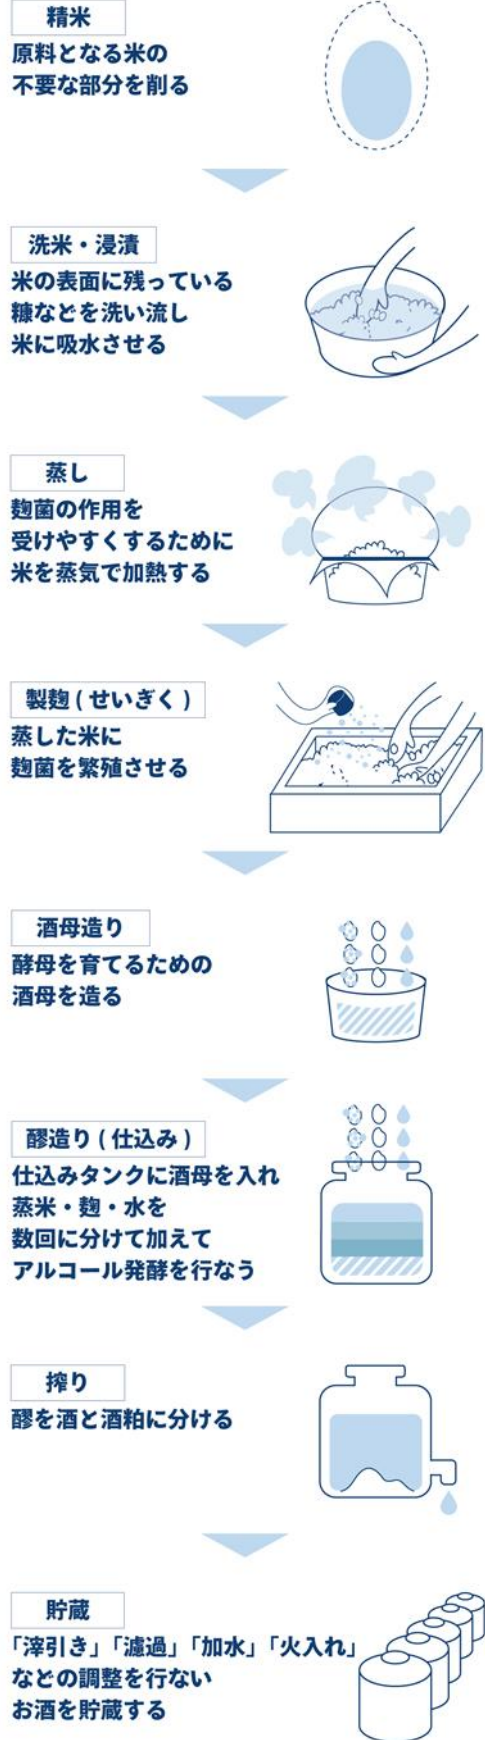 精米
原料となる米の
不要な部分を削る
洗米・浸漬
米の表面に残っている
糠などを洗い流し
米に吸水させる
蒸し
麹菌の作用を
受けやすくするために
米を蒸気で加熱する
製麹 ( せいぎく )
蒸した米に
麹菌を繁殖させる
酒母造り
酵母を育てるための
酒母を造る
醪造り ( 仕込み )
仕込みタンクに酒母を入れ
蒸米・麹・水を
数回に分けて加えて
アルコール発酵を行なう
搾り
醪を酒と酒粕に分ける
貯蔵
「滓引き」「濾過」「加水」「火入れ」
などの調整を行ない
お酒を貯蔵する